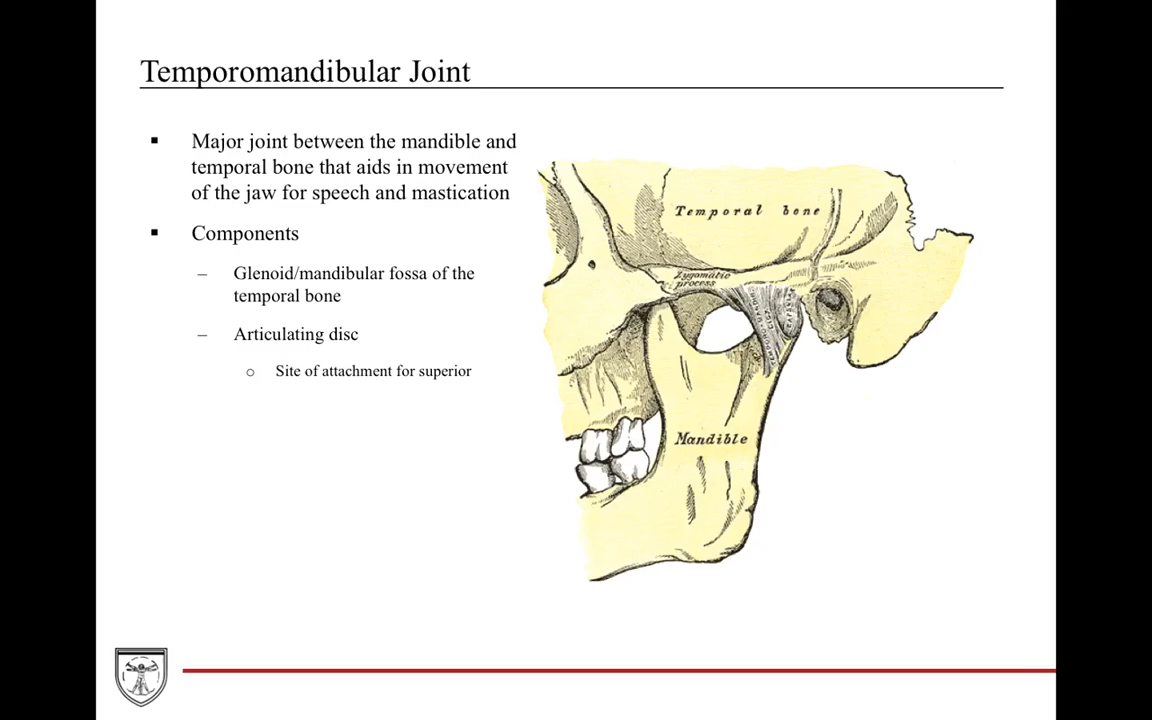 Temporomandibular Joint
▪ Major joint between the mandible and
temporal bone that aids in movement
of the jaw for speech and mastication
▪ Components
– Glenoid/mandibular fossa of the
temporal bone
– Articulating disc
o Site of attachment for superior
Temporal bone
Zygomatic
process
Mandible